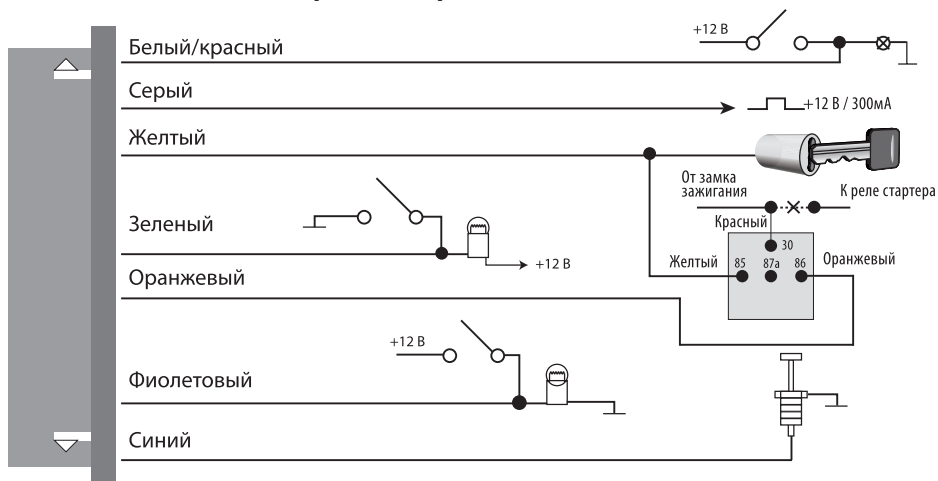 Белый/красный
+12 В
Серый
+12 В / 300мА
Желтый
От замка
зажигания
К реле стартера
Красный
Зеленый
+12 В
30
Желтый
85
87a
86
Оранжевый
Оранжевый
+12 В
Фиолетовый
Синий